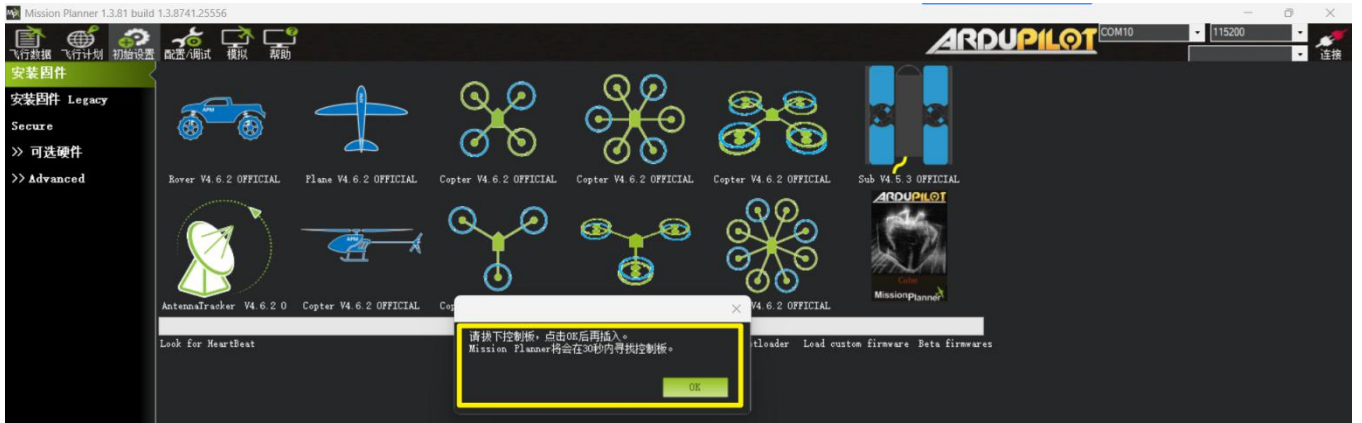 Mission Planner 1.3.81 build 1.3.8741.25556
飞行数据 飞行计划 初始设置 配置/调试 模拟 帮助
ARDUPILOT
COM10 115200
连接
安装固件
安装固件 Legacy
Secure
>> 可选硬件
>> Advanced
Rover V4.6.2 OFFICIAL Plane V4.6.2 OFFICIAL Copter V4.6.2 OFFICIAL Copter V4.6.2 OFFICIAL Copter V4.6.2 OFFICIAL Sub V4.5.3 OFFICIAL
ARDUPILOT
Cube
MissionPlanner
AntennaTracker V4.6.2 O Copter V4.6.2 OFFICIAL Cop V4.6.2 OFFICIAL
Look for HeartBeat
请拔下控制板，点击OK后再插入。
Mission Planner将会在30秒内寻找控制板。
OK
tloader Load custom firmware Beta firmwares